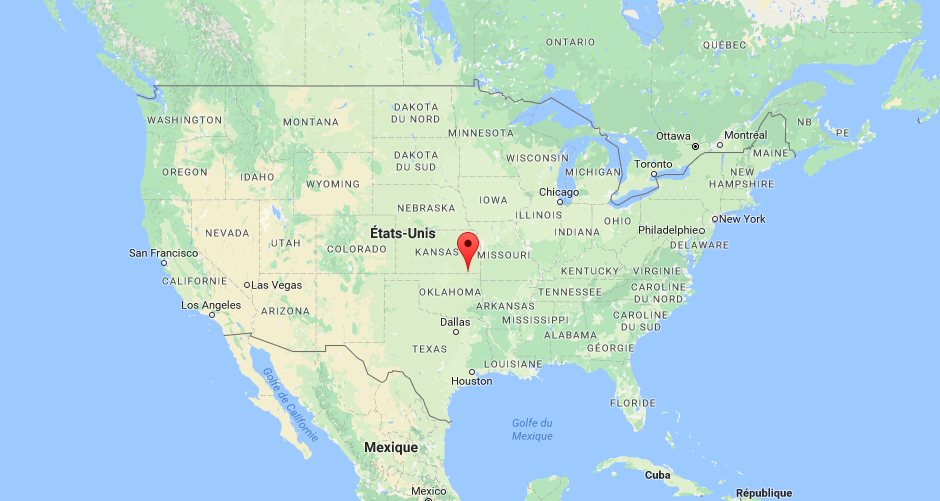 ONTARIO
QUÉBEC
WASHINGTON
MONTANA
DAKOTA
DU NORD
MINNESOTA
NB
PE
Ottawa
Montréal
MAINE
OREGON
IDAHO
WYOMING
DAKOTA
DU SUD
WISCONSIN
MICHIGAN
Toronto
NEW
HAMPSHIRE
Chicago
IOWA
NEBRASKA
ILLINOIS
OHIO
New York
NEVADA
UTAH
COLORADO
États-Unis
INDIANA
Philadelphie
DELAWARE
San Francisco
KANSAS
MISSOURI
CALIFORNIE
Las Vegas
KENTUCKY
VIRGINIE
OKLAHOMA
TENNESSEE
CAROLINE
DU NORD
Los Angeles
ARIZONA
ARKANSAS
MISSISSIPPI
CAROLINE
DU SUD
Dallas
ALABAMA
TEXAS
GÉORGIE
LOUISIANE
Houston
Golfe de Californie
FLORIDE
Golfe du
Mexique
Mexique
Cuba
Mexico
République